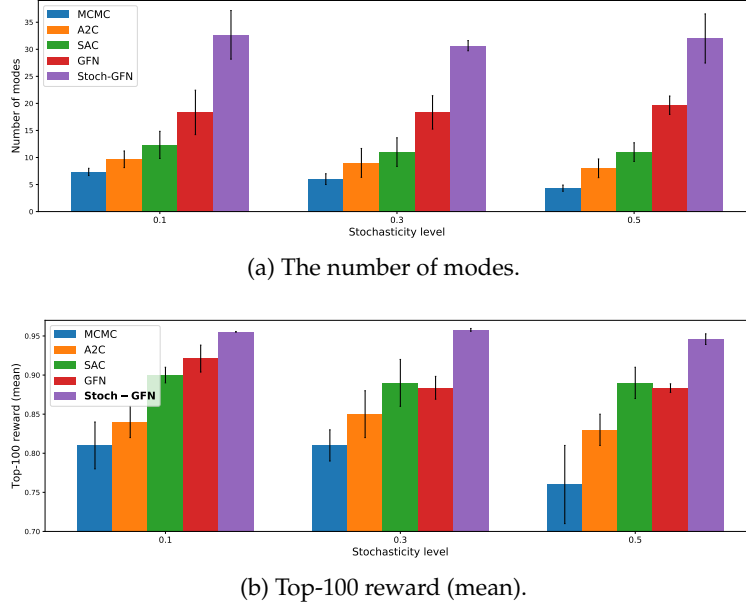 35
30
25
20
15
10
5
0
Number of modes
MCMC
A2C
SAC
GFN
Stoch-GFN
0.1
0.3
0.5
Stochasticity level
(a) The number of modes.
0.95
0.90
0.85
0.80
0.75
0.70
Top-100 reward (mean)
MCMC
A2C
SAC
GFN
Stoch − GFN
0.1
0.3
0.5
Stochasticity level
(b) Top-100 reward (mean).